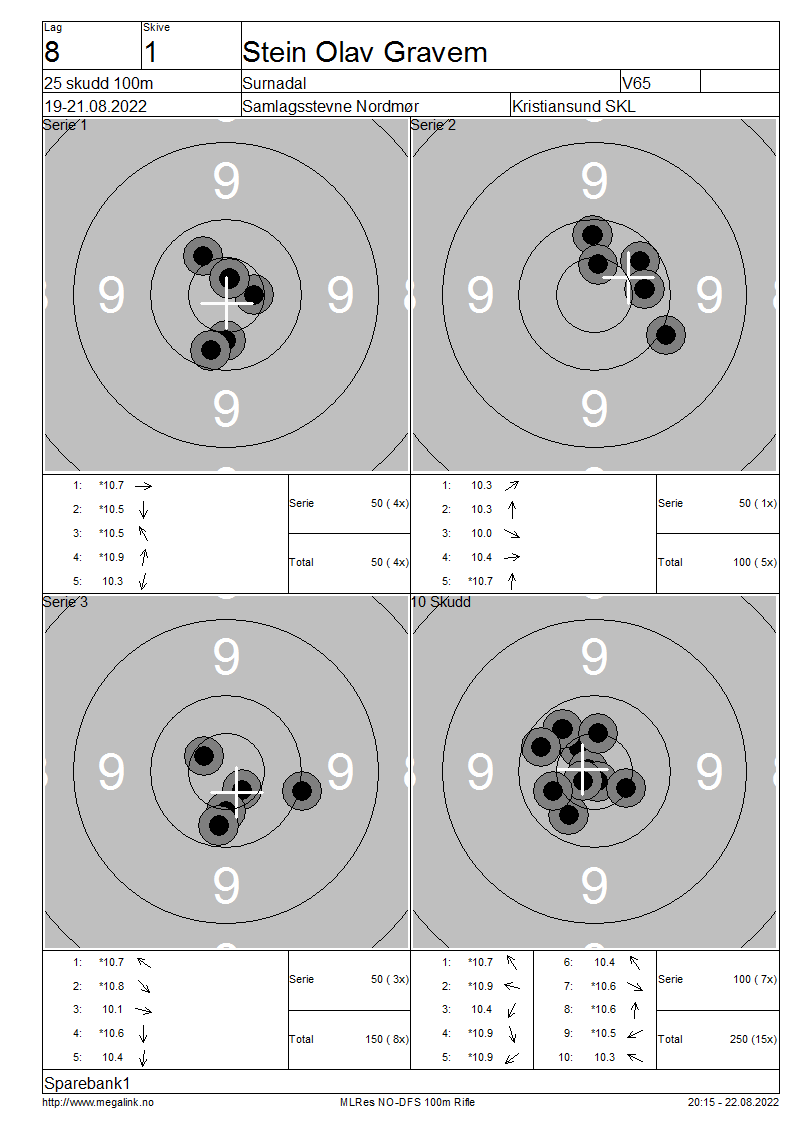 Lag
Skive
8
1
Stein Olav Gravem
25 skudd 100m
Surnadal
V65
19-21.08.2022
Samlagsstevne Nordmør
Kristiansund SKL
Serie 1
9
9 9
9
8
Serie 2
9
8 9 9 8
9
1: *10.7
2: *10.5
3: *10.5
4: *10.9
5: 10.3
Serie 50 ( 4x)
Total 50 ( 4x)
1: 10.3
2: 10.3
3: 10.0
4: 10.4
5: *10.7
Serie 50 ( 1x)
Total 100 ( 5x)
Serie 3
9
8 9 9
9
10 Skudd
9
8 9 9 8
9
1: *10.7
2: *10.8
3: 10.1
4: *10.6
5: 10.4
Serie 50 ( 3x)
Total 150 ( 8x)
1: *10.7
2: *10.9
3: 10.4
4: *10.9
5: *10.9
6: 10.4
7: *10.6
8: *10.6
9: *10.5
10: 10.3
Serie 100 ( 7x)
Total 250 (15x)
Sparebank1
http://www.megalink.no
MLRes NO-DFS 100m Rifle
20:15 - 22.08.2022